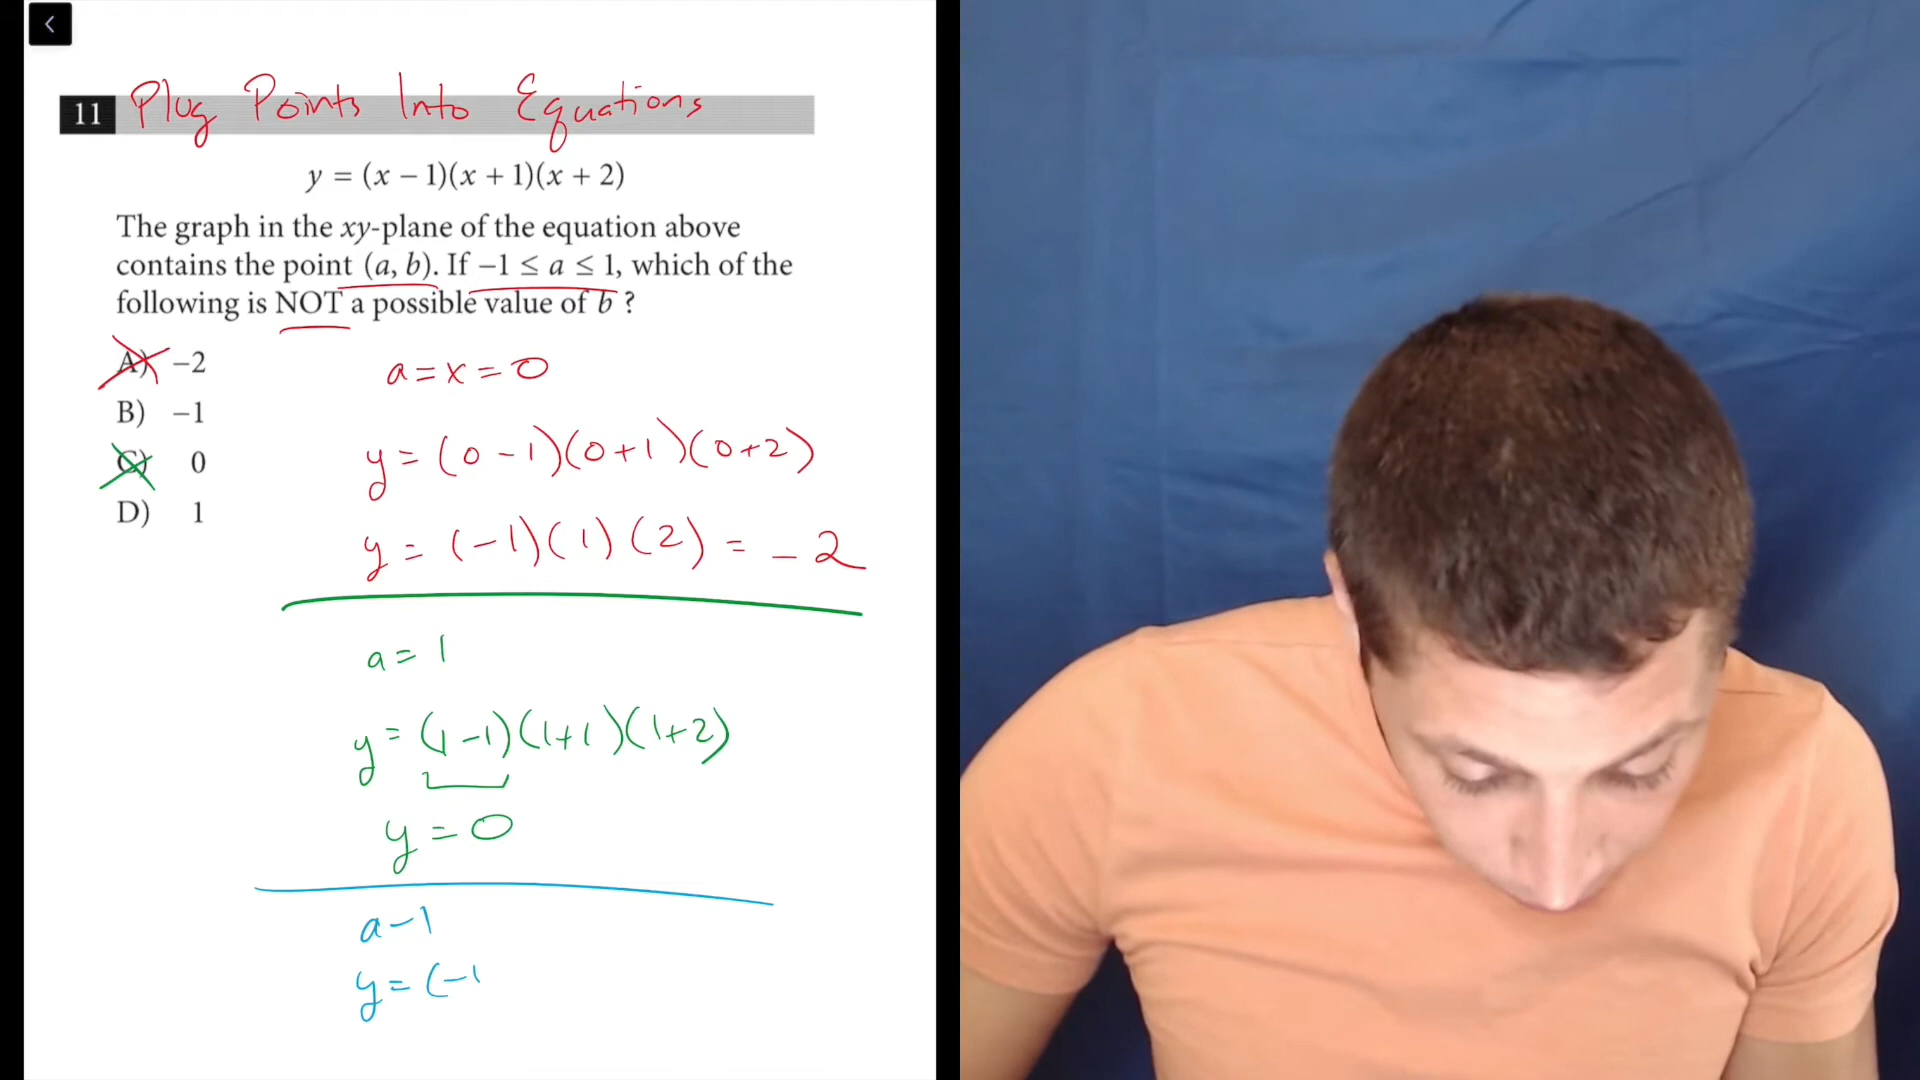 11 Plug Points Into Equations
y = (x − 1)(x + 1)(x + 2)
The graph in the xy-plane of the equation above
contains the point (a, b). If −1 ≤ a ≤ 1, which of the
following is NOT a possible value of b ?
A) −2
B) −1
C) 0
D) 1
a = x = 0
y = (0 - 1)(0 + 1)(0 + 2)
y = (-1)(1)(2) = -2
a = 1
y = (1 - 1)(1 + 1)(1 + 2)
y = 0
a - 1
y = (-1